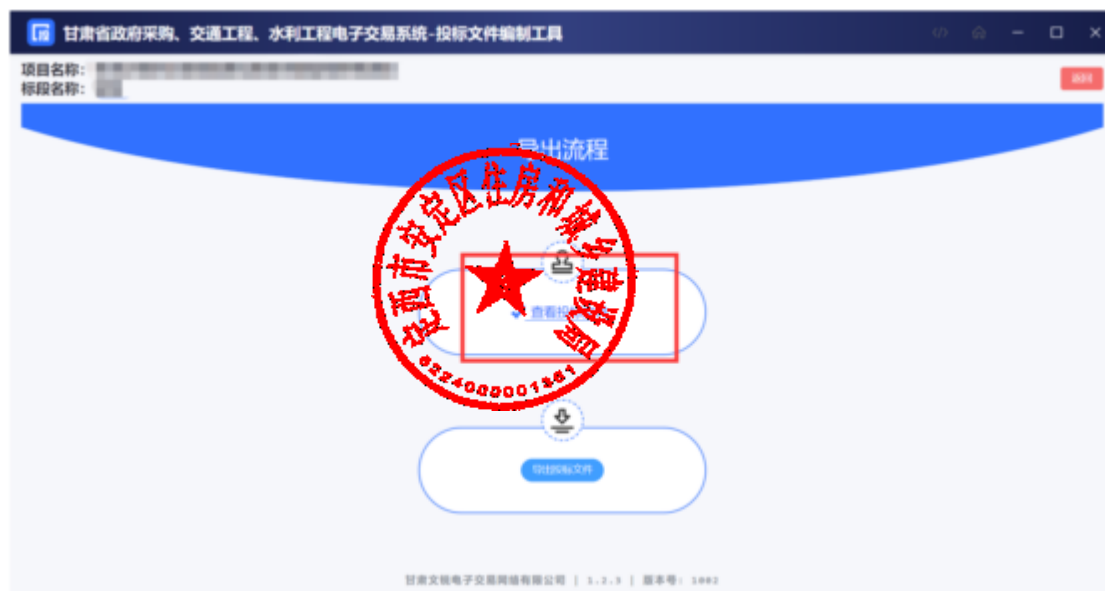 甘肃省政府采购、交通工程、水利工程电子交易系统-投标文件编制工具
项目名称：
标段名称：
返回
导出流程
定西市安定区住房和城乡建设局
查看投
导出投标文件
甘肃文锐电子交易网络有限公司 | 1.2.3 | 版本号: 1002